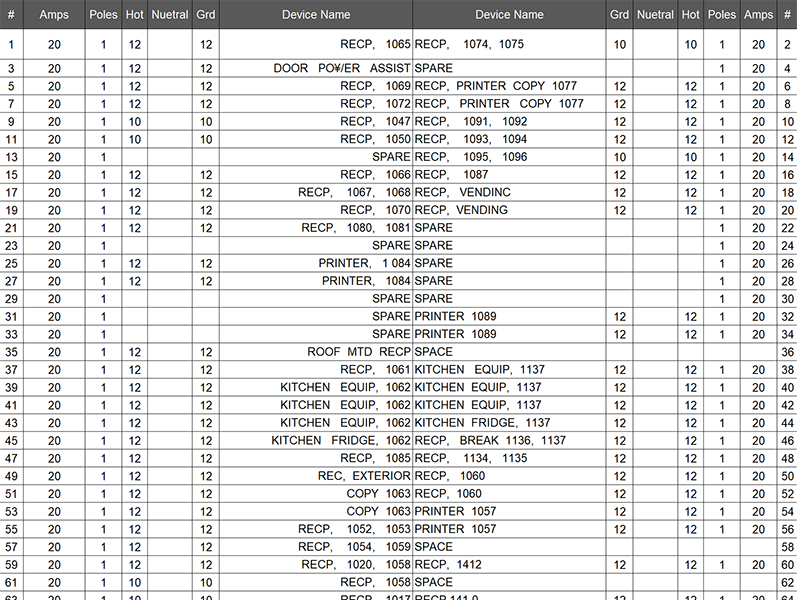 # Amps Poles Hot Nuetral Grd Device Name Device Name Grd Nuetral Hot Poles Amps #
1 20 1 12 12 RECP, 1065 RECP, 1074, 1075 10 10 1 20 2
3 20 1 12 12 DOOR PO¥/ER ASSIST SPARE 1 20 4
5 20 1 12 12 RECP, 1069 RECP, PRINTER COPY 1077 12 12 1 20 6
7 20 1 12 12 RECP, 1072 RECP, PRINTER COPY 1077 12 12 1 20 8
9 20 1 10 10 RECP, 1047 RECP, 1091, 1092 12 12 1 20 10
11 20 1 10 10 RECP, 1050 RECP, 1093, 1094 12 12 1 20 12
13 20 1 SPARE RECP, 1095, 1096 10 10 1 20 14
15 20 1 12 12 RECP, 1066 RECP, 1087 12 12 1 20 16
17 20 1 12 12 RECP, 1067, 1068 RECP, VENDINC 12 12 1 20 18
19 20 1 12 12 RECP, 1070 RECP, VENDING 12 12 1 20 20
21 20 1 12 12 RECP, 1080, 1081 SPARE 1 20 22
23 20 1 SPARE SPARE 1 20 24
25 20 1 12 12 PRINTER, 1 084 SPARE 1 20 26
27 20 1 12 12 PRINTER, 1084 SPARE 1 20 28
29 20 1 SPARE SPARE 1 20 30
31 20 1 SPARE PRINTER 1089 12 12 1 20 32
33 20 1 SPARE PRINTER 1089 12 12 1 20 34
35 20 1 12 12 ROOF MTD RECP SPACE 36
37 20 1 12 12 RECP, 1061 KITCHEN EQUIP, 1137 12 12 1 20 38
39 20 1 12 12 KITCHEN EQUIP, 1062 KITCHEN EQUIP, 1137 12 12 1 20 40
41 20 1 12 12 KITCHEN EQUIP, 1062 KITCHEN EQUIP, 1137 12 12 1 20 42
43 20 1 12 12 KITCHEN EQUIP, 1062 KITCHEN FRIDGE, 1137 12 12 1 20 44
45 20 1 12 12 KITCHEN FRIDGE, 1062 RECP, BREAK 1136, 1137 12 12 1 20 46
47 20 1 12 12 RECP, 1085 RECP, 1134, 1135 12 12 1 20 48
49 20 1 12 12 REC, EXTERIOR RECP, 1060 12 12 1 20 50
51 20 1 12 12 COPY 1063 RECP, 1060 12 12 1 20 52
53 20 1 12 12 COPY 1063 PRINTER 1057 12 12 1 20 54
55 20 1 12 12 RECP, 1052, 1053 PRINTER 1057 12 12 1 20 56
57 20 1 12 12 RECP, 1054, 1059 SPACE 58
59 20 1 12 12 RECP, 1020, 1058 RECP, 1412 12 12 1 20 60
61 20 1 10 10 RECP, 1058 SPACE 62
63 20 1 10 10 RECP, 1017 RECP, 141 0 12 12 1 20 64